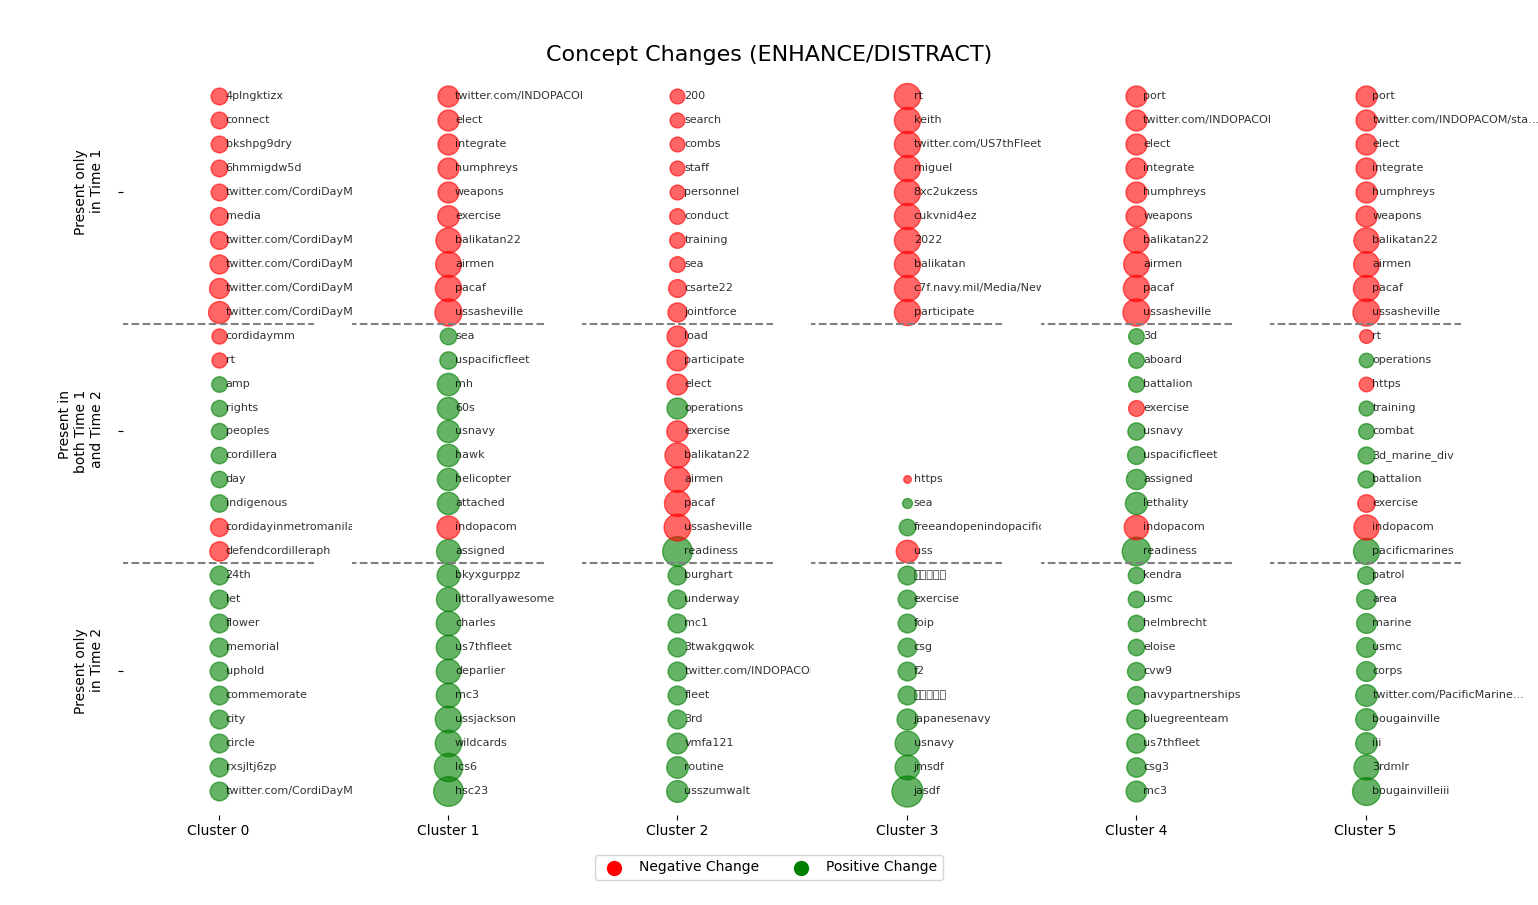 Concept Changes (ENHANCE/DISTRACT)
Present only
in Time 1
Present in
both Time 1
and Time 2
Present only
in Time 2
4plngktizx
connect
bkshpg9dry
6hmmigdw5d
twitter.com/CordiDayM
media
twitter.com/CordiDayM
twitter.com/CordiDayM
twitter.com/CordiDayM
twitter.com/CordiDayM
cordidaymm
rt
amp
rights
peoples
cordillera
day
indigenous
cordidayinmetromanila
defendcordilleraph
24th
let
flower
memorial
uphold
commemorate
city
circle
rxsjltj6zp
twitter.com/CordiDayM
Cluster 0
twitter.com/INDOPACOI
elect
integrate
humphreys
weapons
exercise
balikatan22
airmen
pacaf
ussasheville
sea
uspacificfleet
mh
60s
usnavy
hawk
helicopter
attached
indopacom
assigned
bkyxgurppz
littorallyawesome
charles
us7thfleet
deparlier
mc3
ussjackson
wildcards
lcs6
hsc23
Cluster 1
200
search
combs
staff
personnel
conduct
training
sea
csarte22
jointforce
load
participate
elect
operations
exercise
balikatan22
airmen
pacaf
ussasheville
readiness
burghart
underway
mc1
3twakgqwok
twitter.com/INDOPACO
fleet
3rd
vmfa121
routine
usszumwalt
Cluster 2
rt
keith
twitter.com/US7thFleet
miguel
8xc2ukzess
cukvnid4ez
2022
balikatan
c7f.navy.mil/Media/New
participate
https
sea
freeandopenindopacific
uss
exercise
foip
csg
f2
japanesenavy
usnavy
jmsdf
jasdf
Cluster 3
port
twitter.com/INDOPACOI
elect
integrate
humphreys
weapons
balikatan22
airmen
pacaf
ussasheville
3d
aboard
battalion
exercise
usnavy
uspacificfleet
assigned
lethality
indopacom
readiness
kendra
usmc
helmbrecht
eloise
cvw9
navypartnerships
bluegreenteam
us7thfleet
csg3
mc3
Cluster 4
port
twitter.com/INDOPACOM/sta...
elect
integrate
humphreys
weapons
balikatan22
airmen
pacaf
ussasheville
rt
operations
https
training
combat
3d_marine_div
battalion
exercise
indopacom
pacificmarines
patrol
area
marine
usmc
corps
twitter.com/PacificMarine...
bougainville
iii
3rdmlr
bougainvilleiii
Cluster 5
Negative Change
Positive Change